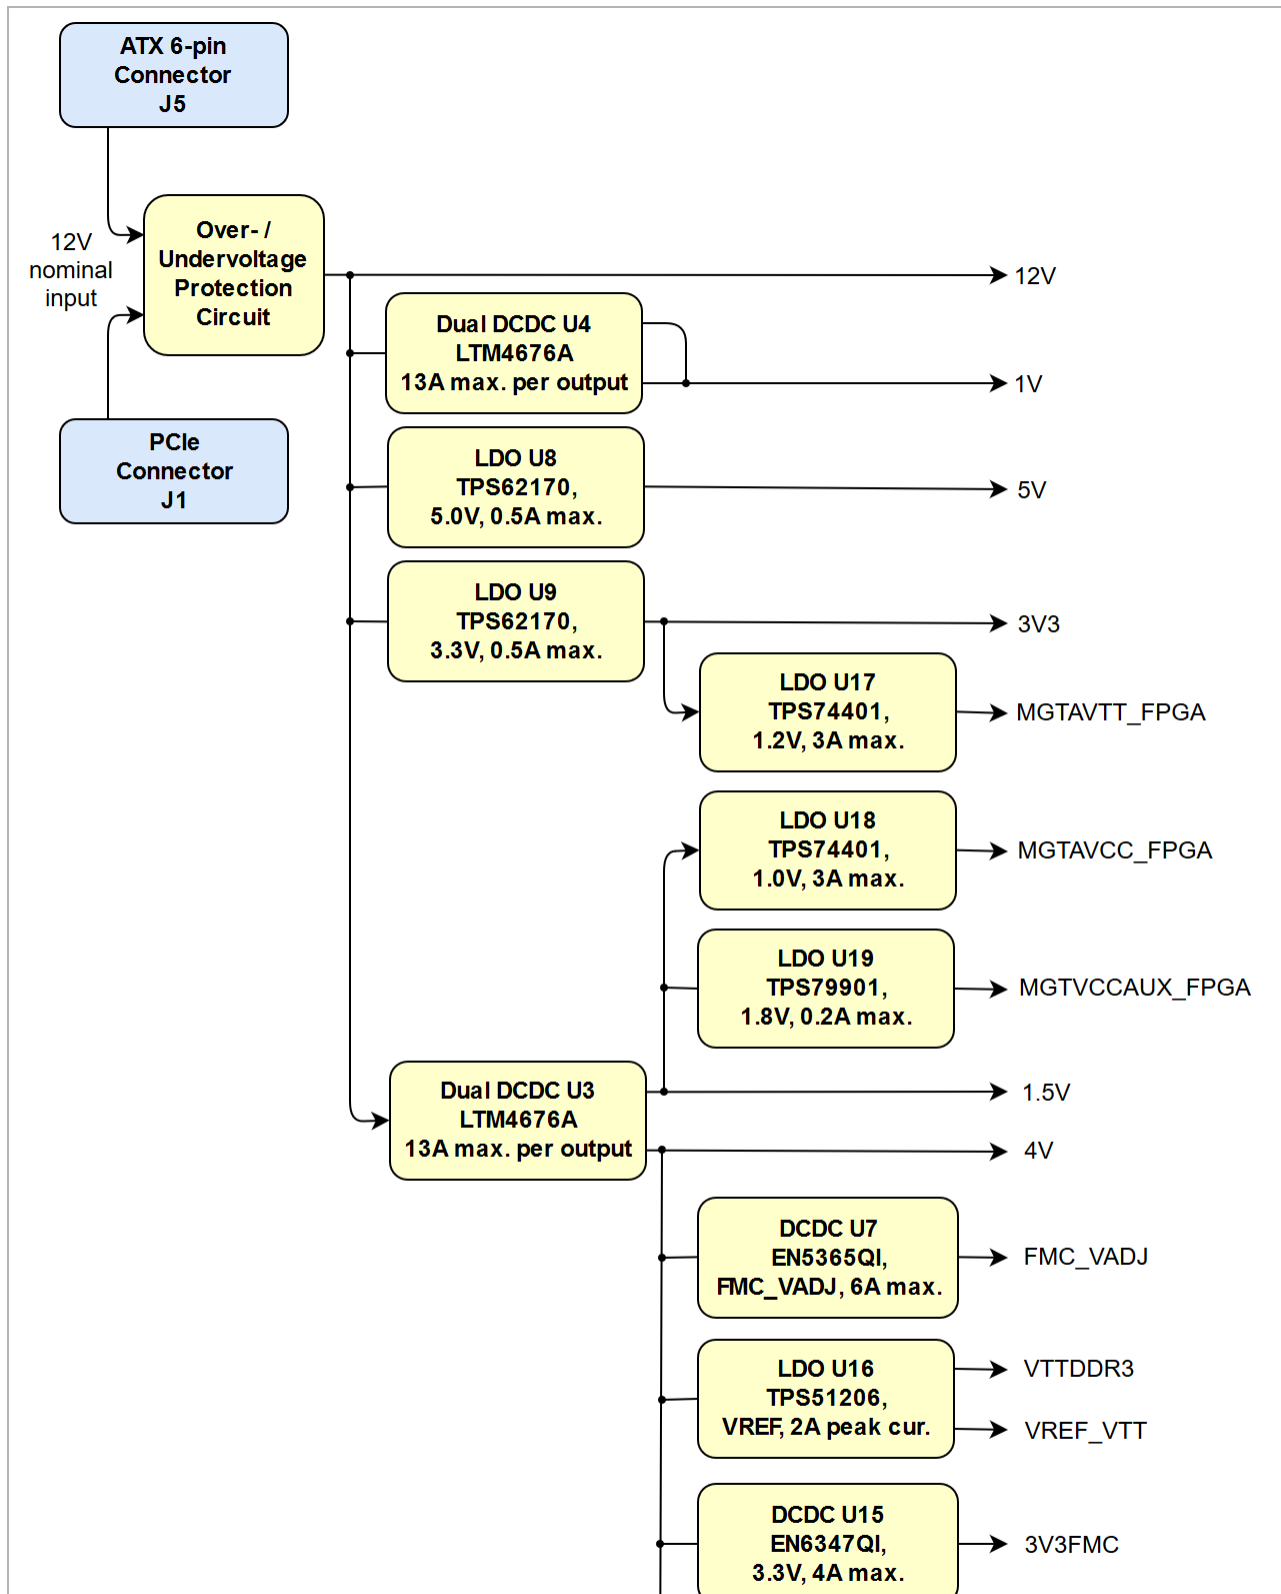 ATX 6-pin
Connector
J5
12V
nominal
input
Over- /
Undervoltage
Protection
Circuit
PCIe
Connector
J1
12V
Dual DCDC U4
LTM4676A
13A max. per output
1V
LDO U8
TPS62170,
5.0V, 0.5A max.
5V
LDO U9
TPS62170,
3.3V, 0.5A max.
3V3
LDO U17
TPS74401,
1.2V, 3A max.
MGTAVTT_FPGA
LDO U18
TPS74401,
1.0V, 3A max.
MGTAVCC_FPGA
LDO U19
TPS79901,
1.8V, 0.2A max.
MGTVCCAUX_FPGA
Dual DCDC U3
LTM4676A
13A max. per output
1.5V
4V
DCDC U7
EN5365QI,
FMC_VADJ, 6A max.
FMC_VADJ
LDO U16
TPS51206,
VREF, 2A peak cur.
VTTDDR3
VREF_VTT
DCDC U15
EN6347QI,
3.3V, 4A max.
3V3FMC